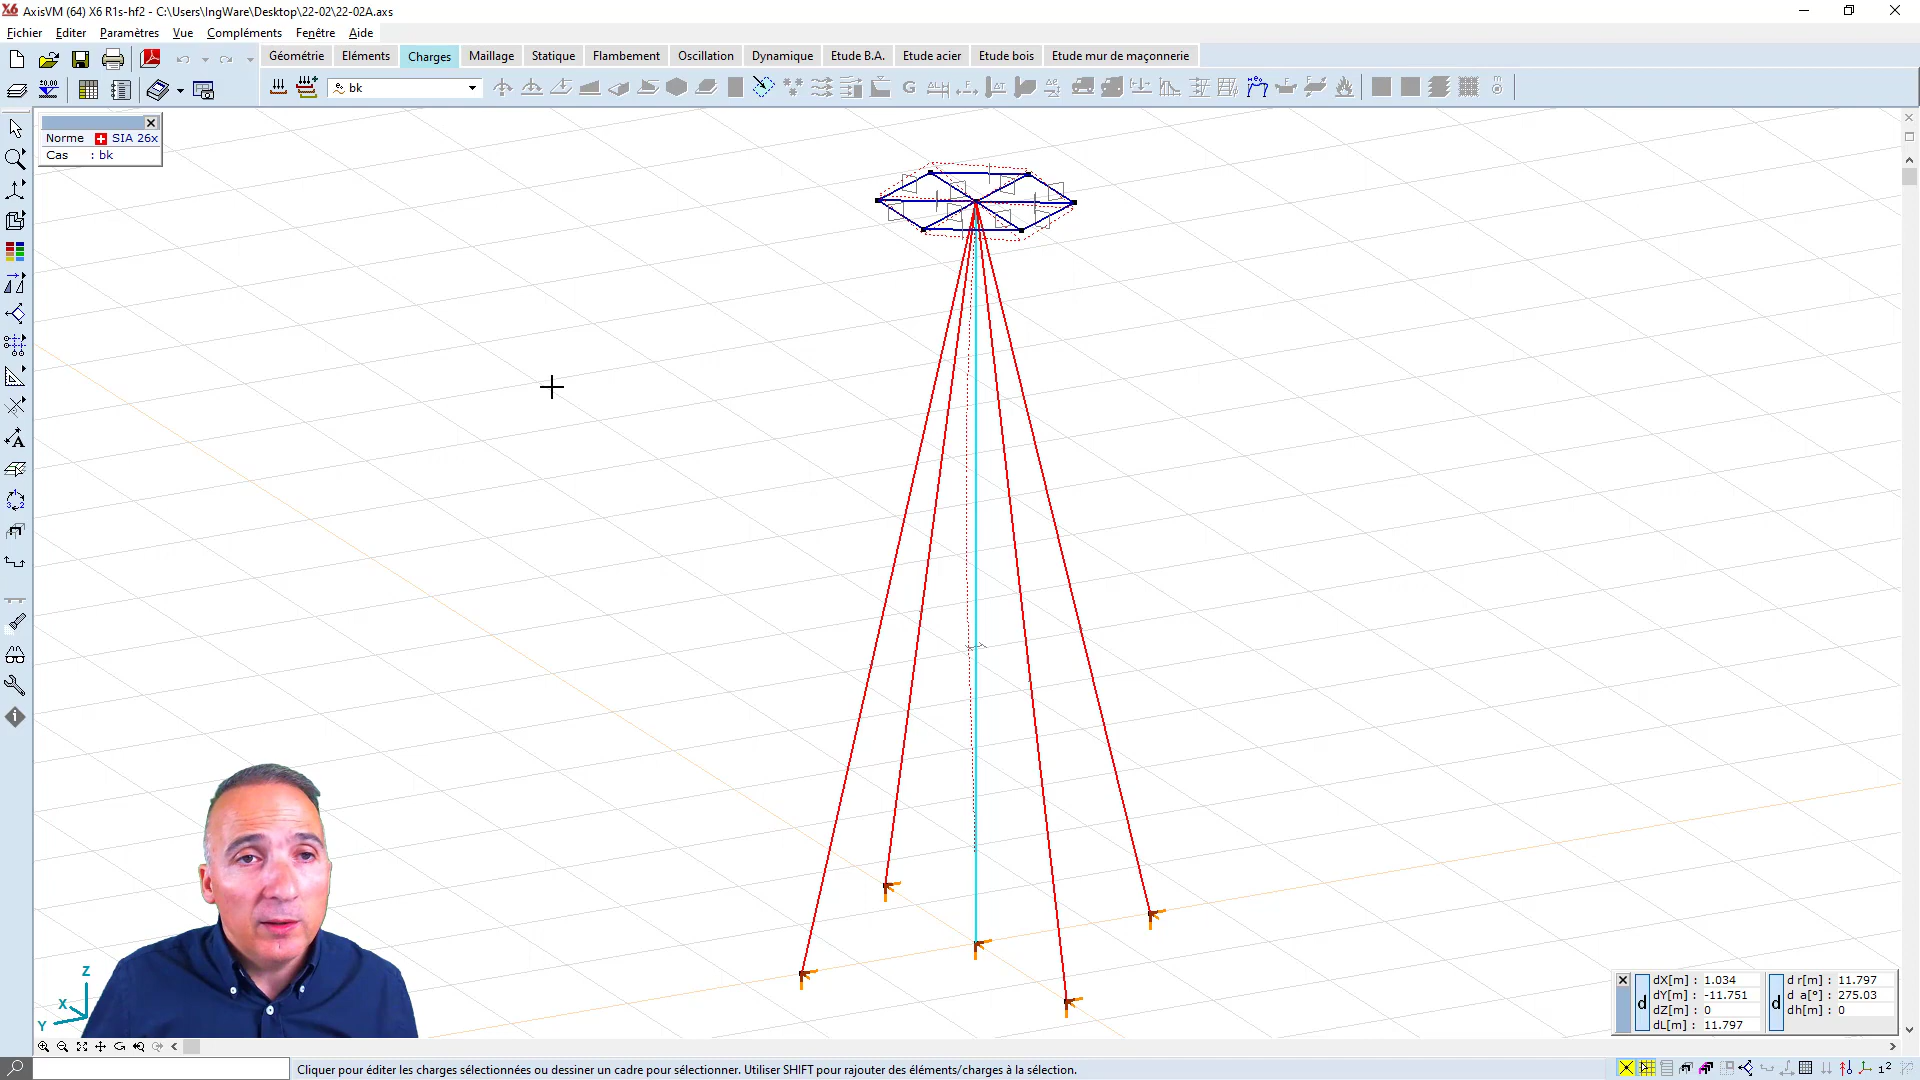 AxisVM (64) X6 R1s-hf2 - C:\Users\IngWare\Desktop\22-02\22-02A.axs
Fichier Editer Paramètres Vue Compléments Fenêtre Aide
Géométrie Eléments Charges Maillage Statique Flambement Oscillation Dynamique Etude B.A. Etude acier Etude bois Etude mur de maçonnerie
bk
Norme SIA 26x
Cas : bk
Z
X
Y
dX[m] : 1.034
dY[m] : -11.751
dZ[m] : 0
dL[m] : 11.797
d r[m] : 11.797
d a[°] : 275.03
dh[m] : 0
d
d
Cliquer pour éditer les charges sélectionnées ou dessiner un cadre pour sélectionner. Utiliser SHIFT pour rajouter des éléments/charges à la sélection.